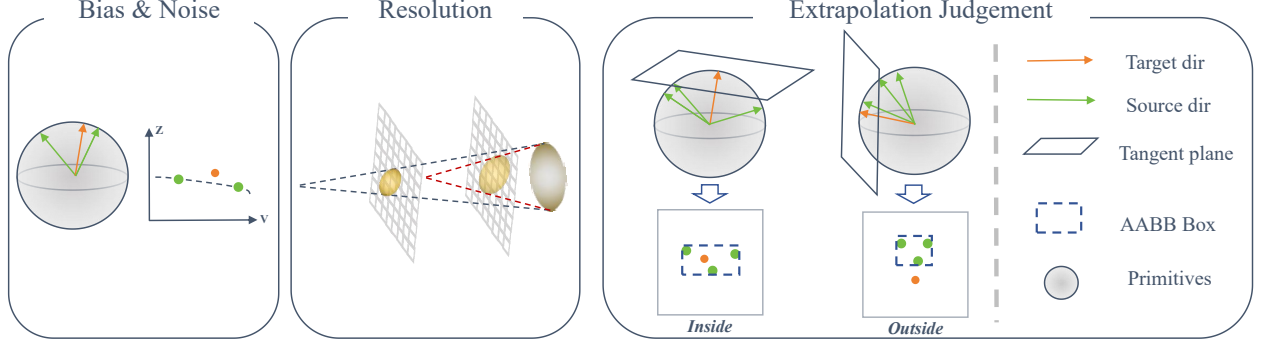 Bias & Noise
Resolution
Extrapolation Judgement
z
v
Inside
Outside
Target dir
Source dir
Tangent plane
AABB Box
Primitives